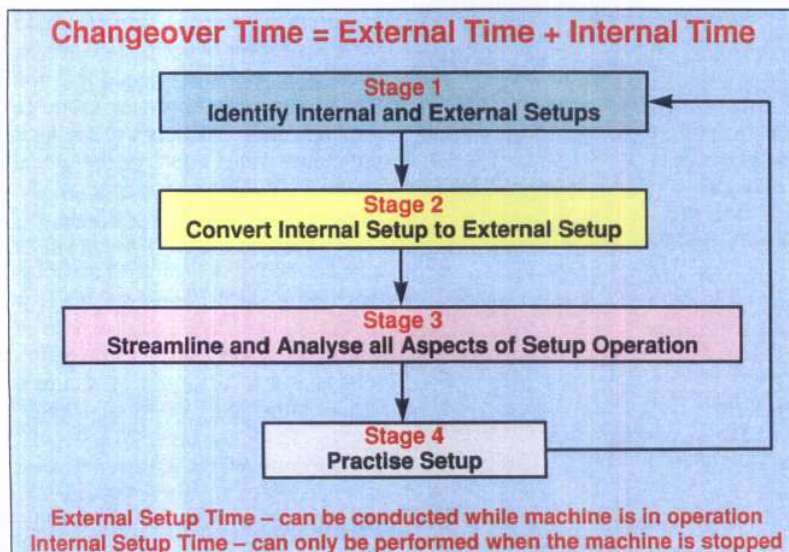 Changeover Time = External Time + Internal Time
Stage 1
Identify Internal and External Setups
Stage 2
Convert Internal Setup to External Setup
Stage 3
Streamline and Analyse all Aspects of Setup Operation
Stage 4
Practise Setup
External Setup Time – can be conducted while machine is in operation
Internal Setup Time – can only be performed when the machine is stopped